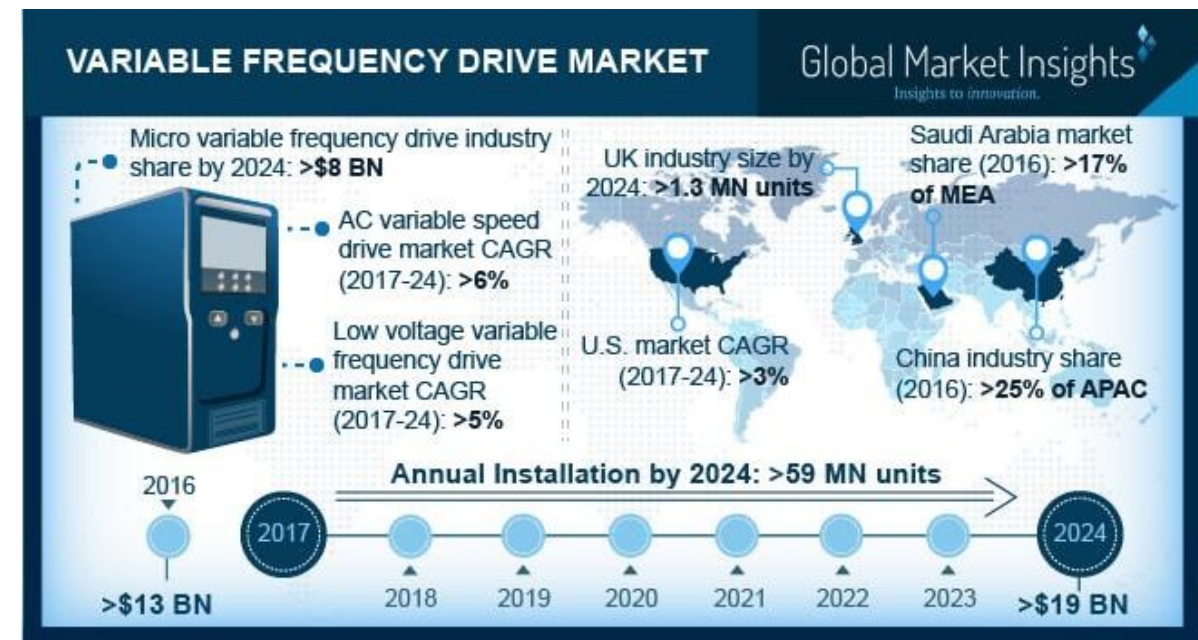 VARIABLE FREQUENCY DRIVE MARKET
Global Market Insights
Insights to innovation.
Micro variable frequency drive industry
share by 2024: >$8 BN
AC variable speed
drive market CAGR
(2017-24): >6%
Low voltage variable
frequency drive
market CAGR
(2017-24): >5%
UK industry size by
2024: >1.3 MN units
Saudi Arabia market
share (2016): >17%
of MEA
U.S. market CAGR
(2017-24): >3%
China industry share
(2016): >25% of APAC
Annual Installation by 2024: >59 MN units
2016
2017
2024
>$13 BN
2018
2019
2020
2021
2022
2023
>$19 BN